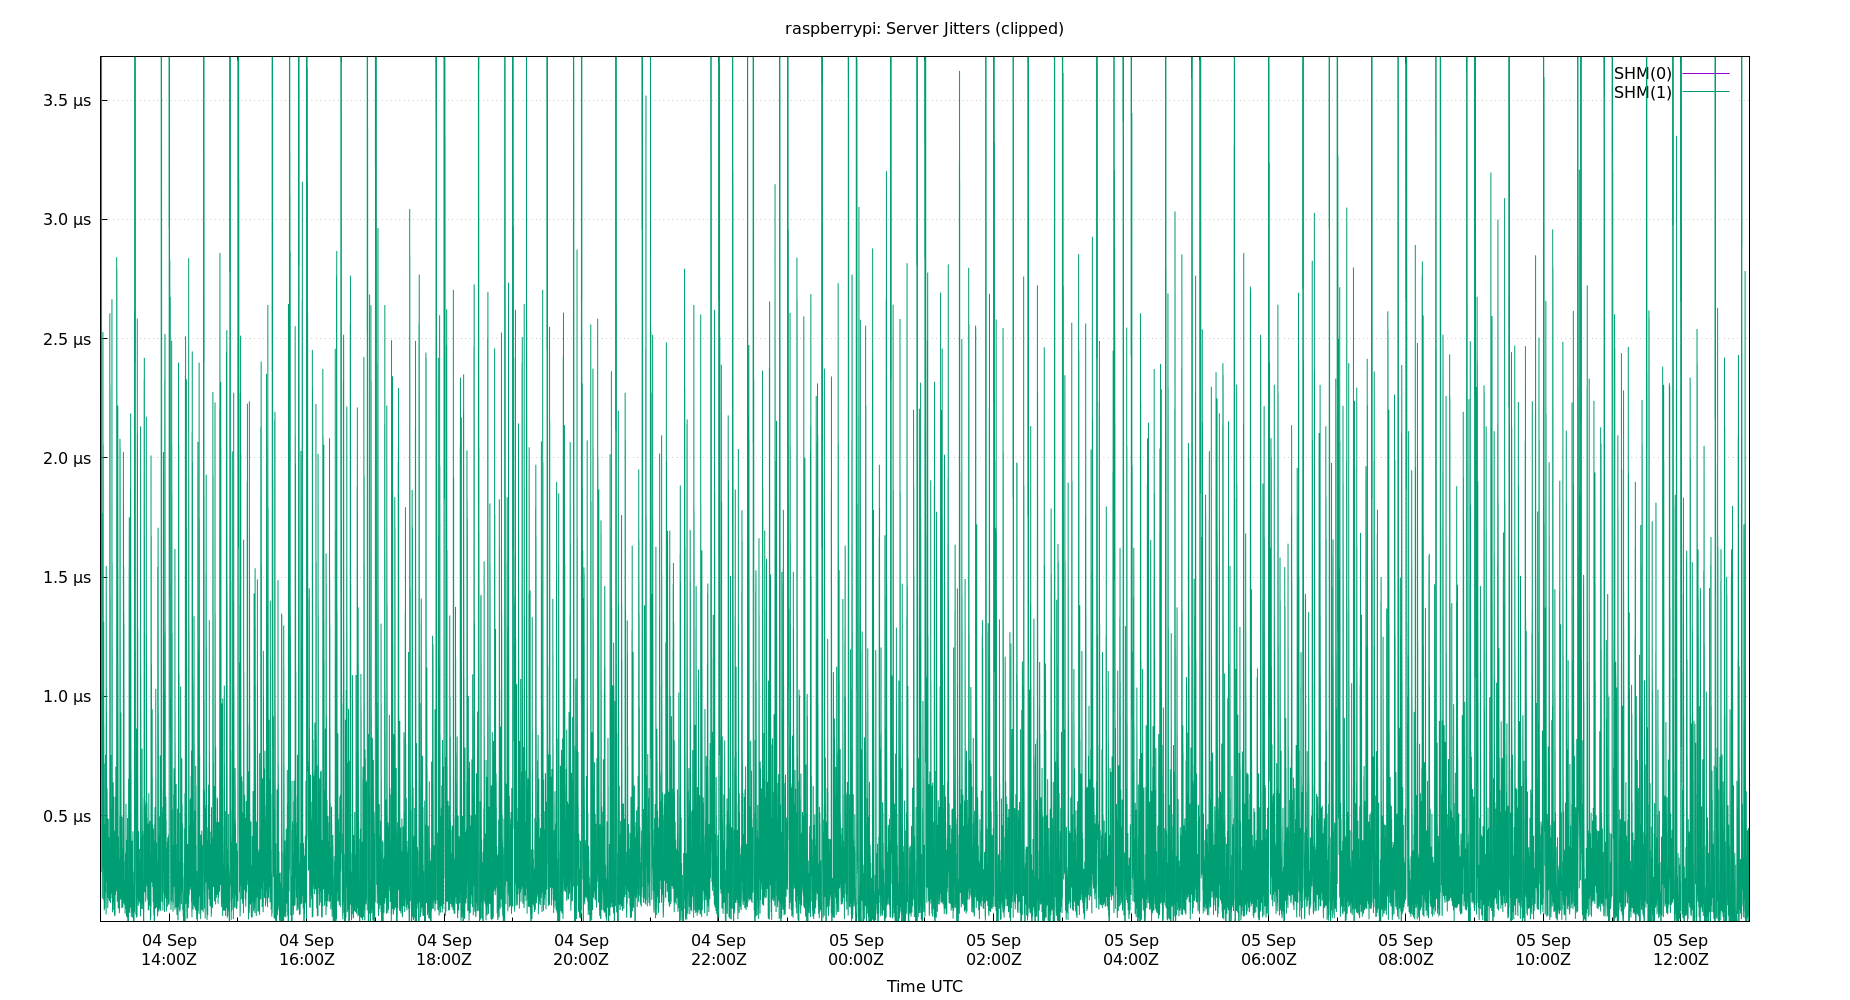 raspberrypi: Server Jitters (clipped)
SHM(0)
SHM(1)
3.5 µs
3.0 µs
2.5 µs
2.0 µs
1.5 µs
1.0 µs
0.5 µs
04 Sep 04 Sep 04 Sep 04 Sep 04 Sep 05 Sep 05 Sep 05 Sep 05 Sep 05 Sep 05 Sep 05 Sep
14:00Z 16:00Z 18:00Z 20:00Z 22:00Z 00:00Z 02:00Z 04:00Z 06:00Z 08:00Z 10:00Z 12:00Z
Time UTC